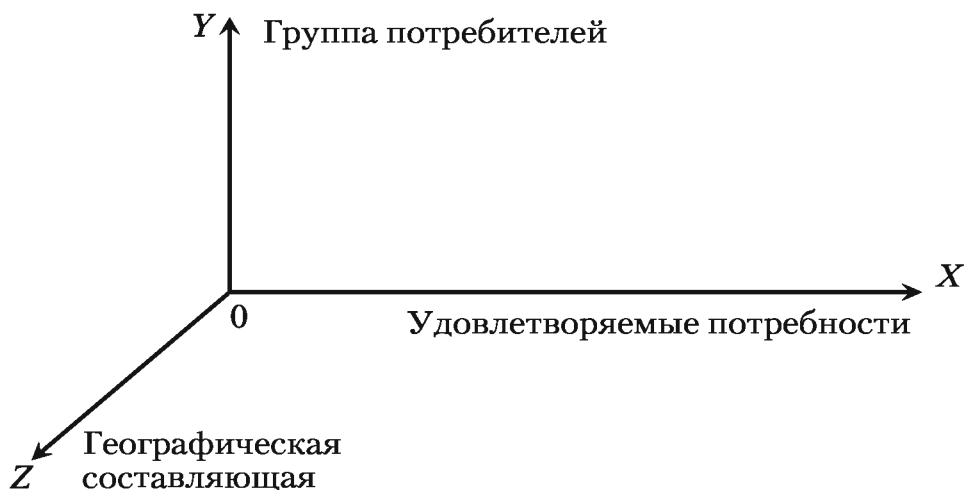 Y Группа потребителей
X
0
Удовлетворяемые потребности
Географическая
Z составляющая